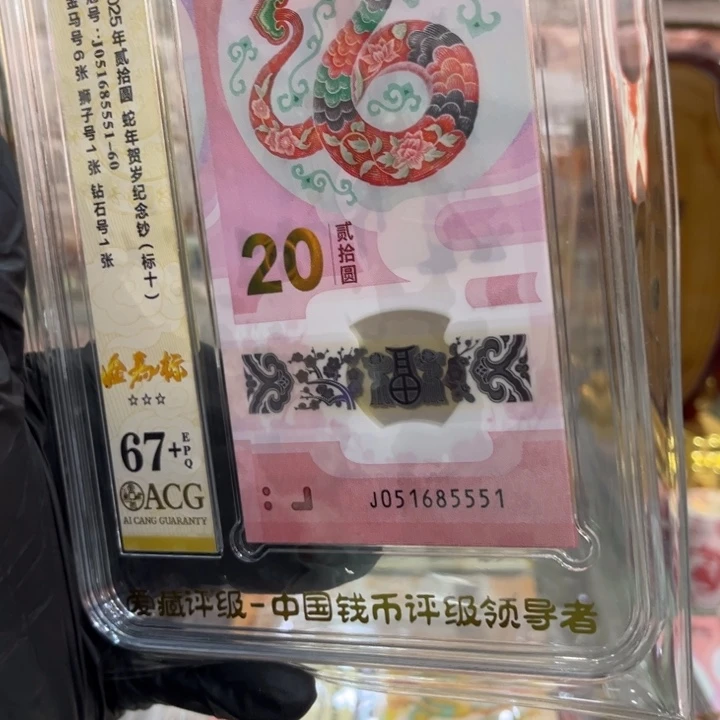 2025年贰拾圆 蛇年贺岁纪念钞（标十）
号:J051685551-60
号6张 狮子号1张 钻石号1张
金马标
☆☆☆
67+
EPQ
ACG
AI CANG GUARANTY
20
贰拾圆
J051685551
爱藏评级-中国钱币评级领导者